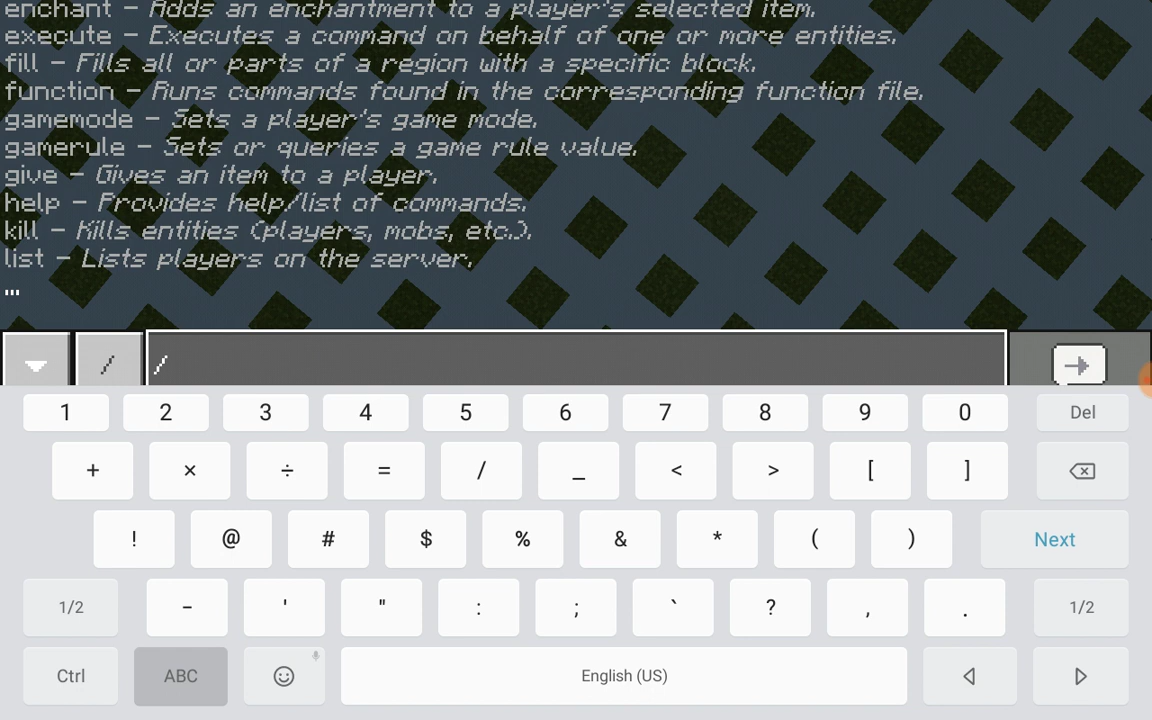 enchant - Adds an enchantment to a player's selected item.
execute - Executes a command on behalf of one or more entities.
fill - Fills all or parts of a region with a specific block.
function - Runs commands found in the corresponding function file.
gamemode - Sets a player's game mode.
gamerule - Sets or queries a game rule value.
give - Gives an item to a player.
help - Provides help/list of commands.
kill - Kills entities (players, mobs, etc.).
list - Lists players on the server.
...
/ /
1 2 3 4 5 6 7 8 9 0 Del
+ × ÷ = / _ < > [ ]
! @ # $ % & * ( ) Next
1/2 - ' " : ; ` ? , . 1/2
Ctrl ABC English (US)